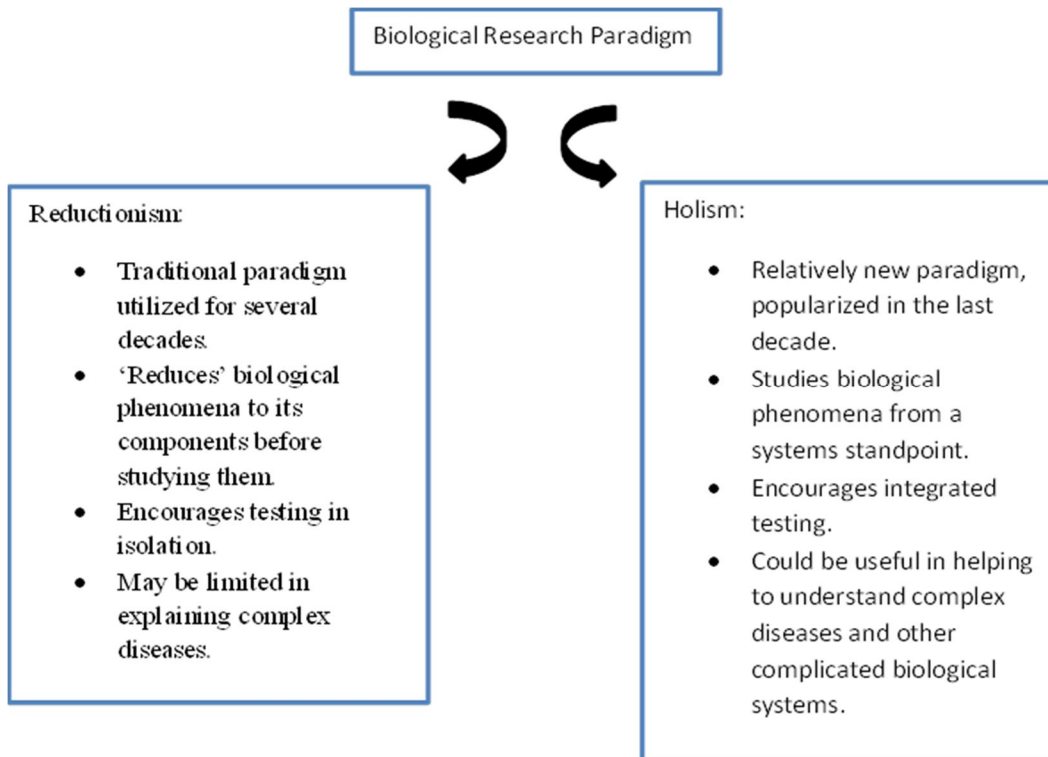 Biological Research Paradigm
Reductionism:
• Traditional paradigm
utilized for several
decades.
• ‘Reduces’ biological
phenomena to its
components before
studying them.
• Encourages testing in
isolation.
• May be limited in
explaining complex
diseases.
Holism:
• Relatively new paradigm,
popularized in the last
decade.
• Studies biological
phenomena from a
systems standpoint.
• Encourages integrated
testing.
• Could be useful in helping
to understand complex
diseases and other
complicated biological
systems.